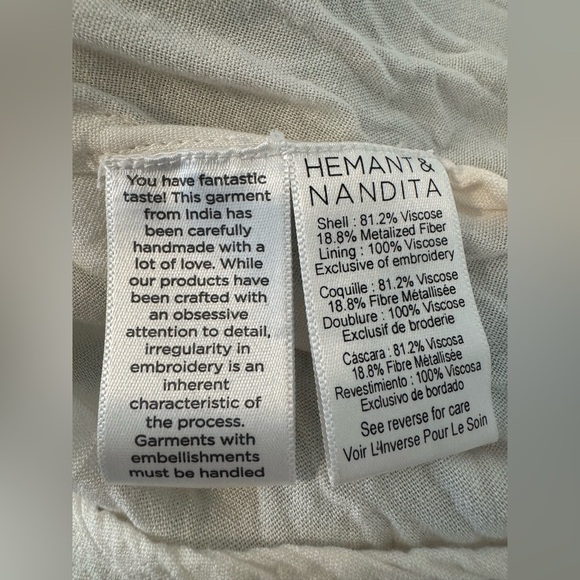 You have fantastic
taste! This garment
from India has
been carefully
handmade with a
lot of love. While
our products have
been crafted with
an obsessive
attention to detail,
irregularity in
embroidery is an
inherent
characteristic of
the process.
Garments with
embellishments
must be handled
HEMANT &
NANDITA
Shell : 81.2% Viscose
18.8% Metalized Fiber
Lining : 100% Viscose
Exclusive of embroidery
Coquille : 81.2% Viscose
18.8% Fibre Métallisée
Doublure : 100% Viscose
Exclusif de broderie
Cáscara : 81.2% Viscosa
18.8% Fibre Métallisée
Revestimiento : 100% Viscosa
Exclusivo de bordado
See reverse for care
Voir L'Inverse Pour Le Soin